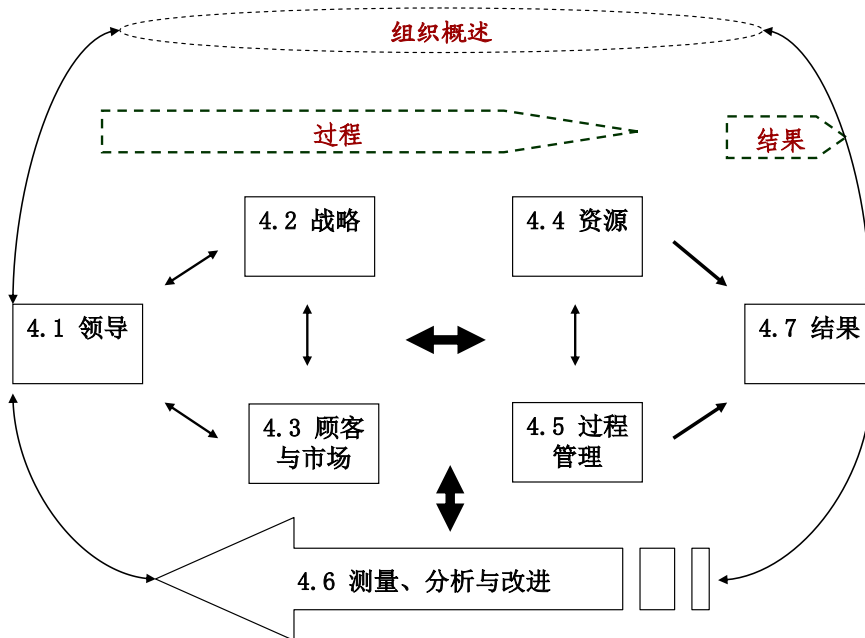 组织概述
过程
结果
4.2 战略
4.4 资源
4.1 领导
4.7 结果
4.3 顾客
与市场
4.5 过程
管理
4.6 测量、分析与改进